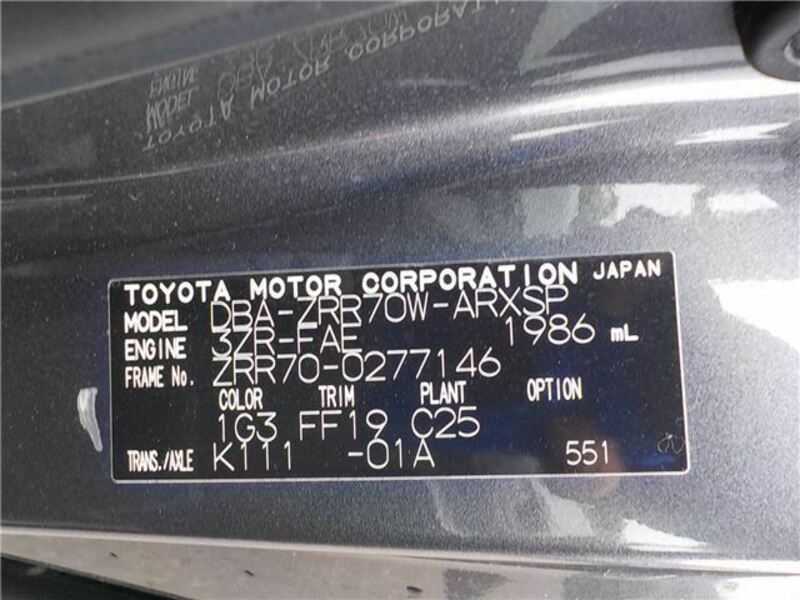 TOYOTA MOTOR CORPORATION JAPAN
MODEL DBA-ZRR70W-ARXSP
ENGINE 3ZR-FAE 1986 mL
FRAME No. ZRR70-0277146
COLOR TRIM PLANT OPTION
1G3 FF19 C25
TRANS./AXLE K111 -01A 551